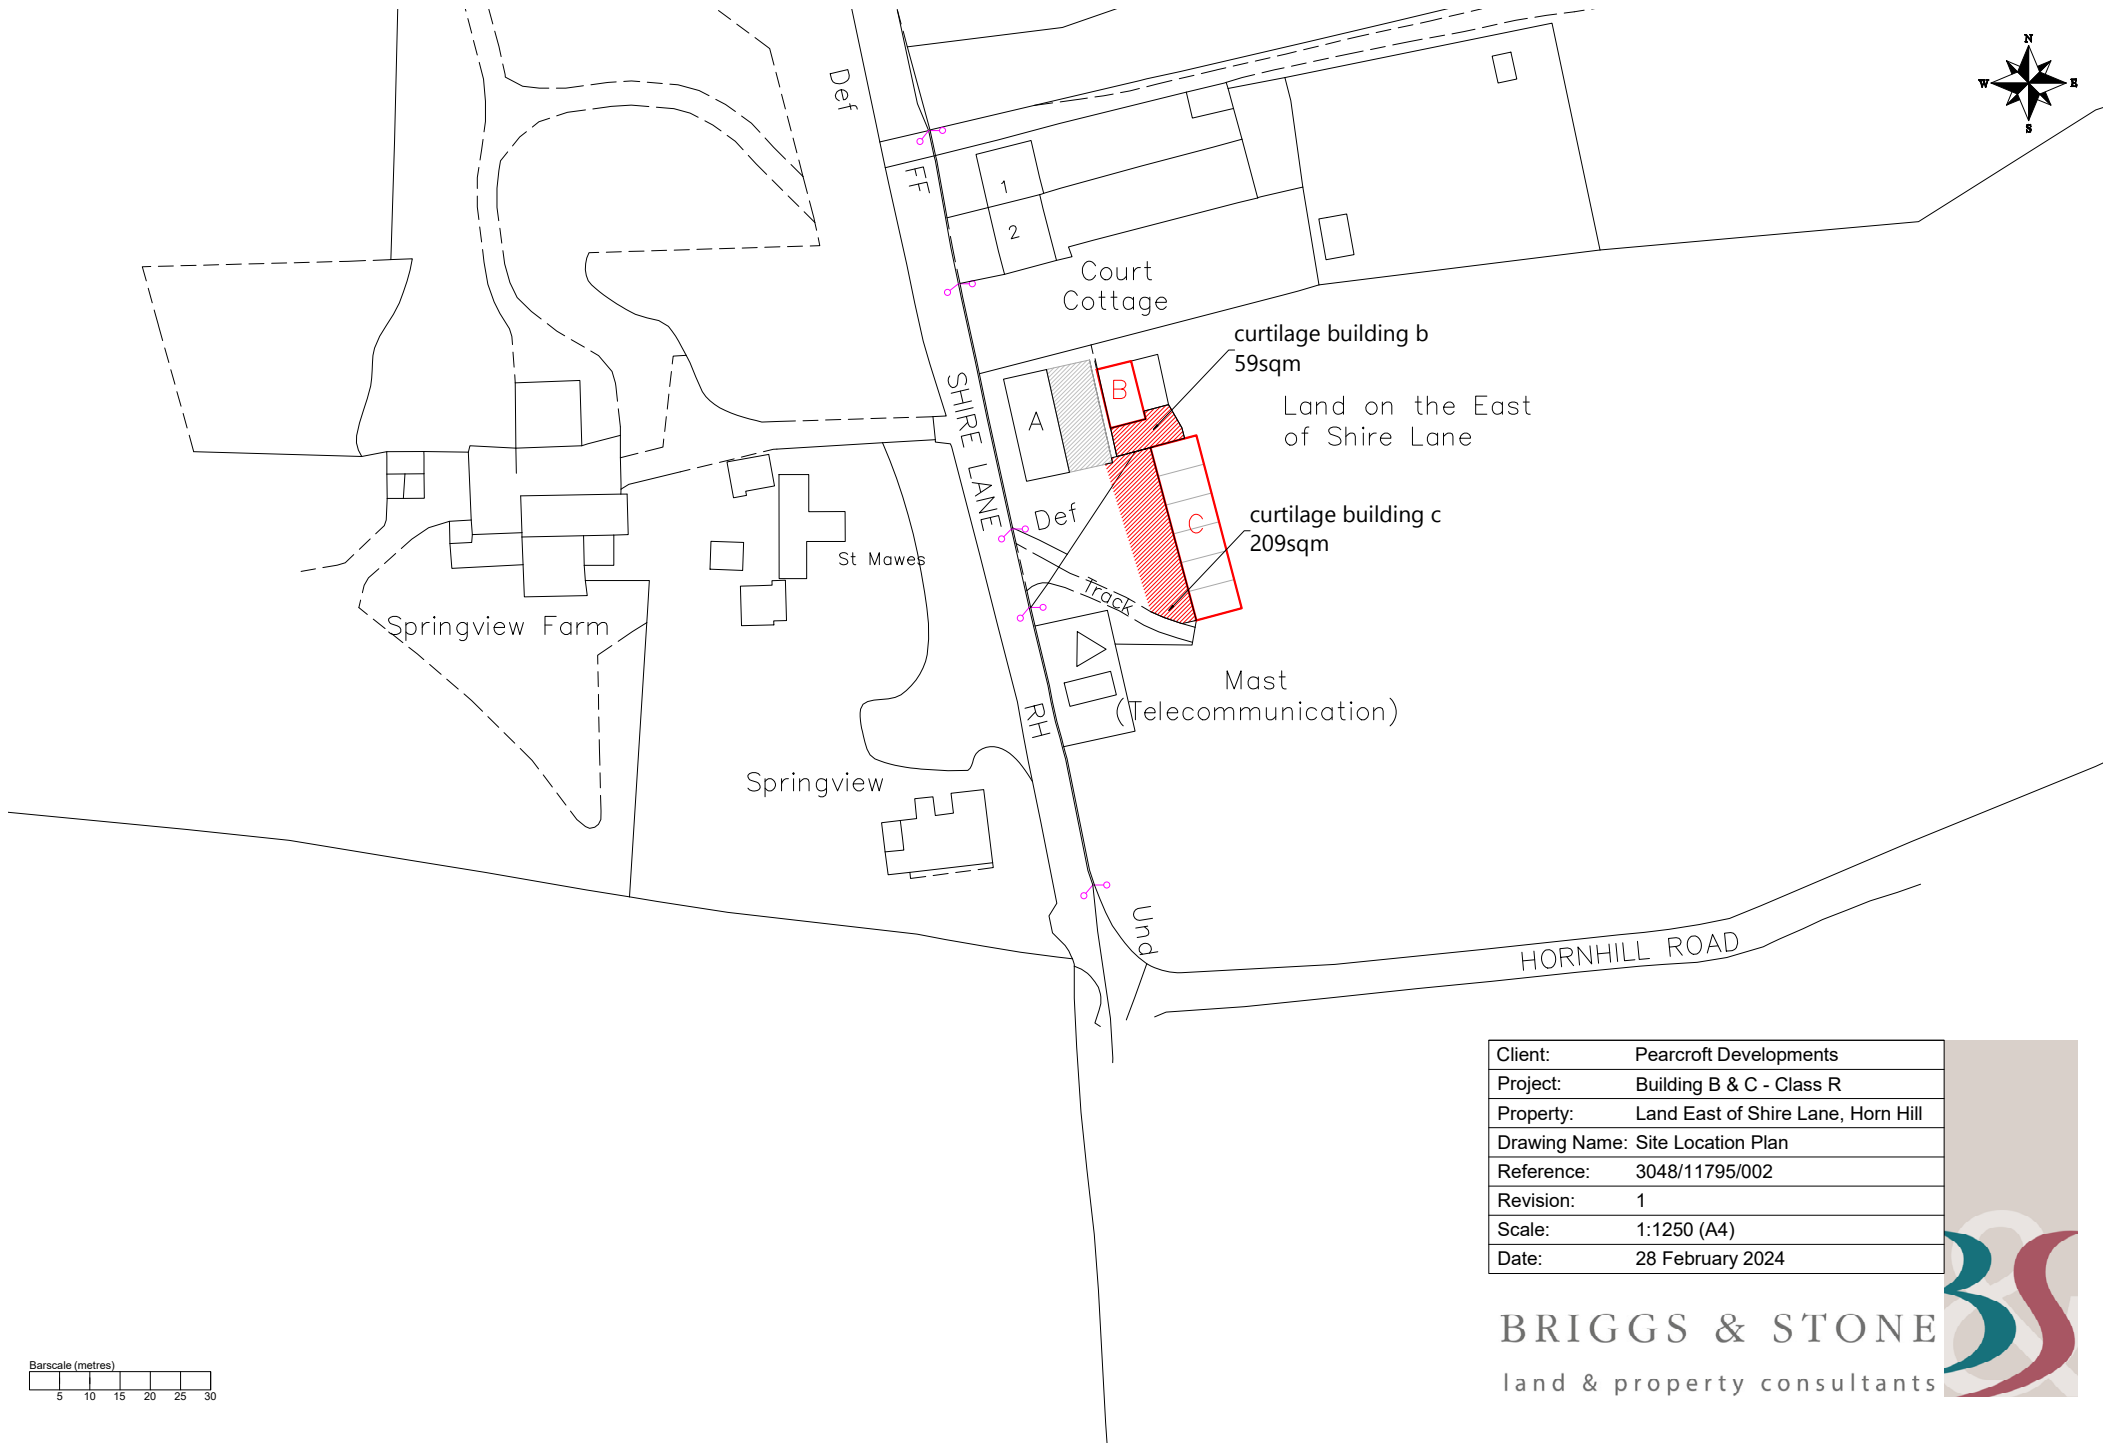 N
W E
S
Def
FF
1
2
Court
Cottage
curtilage building b
59sqm
SHIRE LANE
A
B
Land on the East
of Shire Lane
Def
C
curtilage building c
209sqm
St Mawes
Track
Springview Farm
Mast
(Telecommunication)
RH
Springview
Und
HORNHILL ROAD
Client: Pearcroft Developments
Project: Building B & C - Class R
Property: Land East of Shire Lane, Horn Hill
Drawing Name: Site Location Plan
Reference: 3048/11795/002
Revision: 1
Scale: 1:1250 (A4)
Date: 28 February 2024
BRIGGS & STONE
land & property consultants
BS
Barscale (metres)
5 10 15 20 25 30